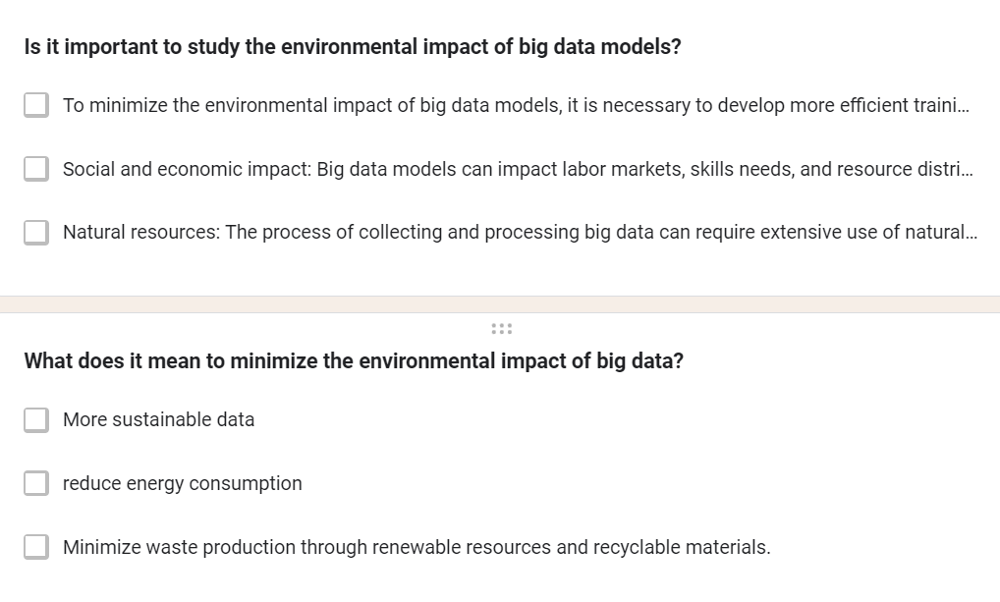 Is it important to study the environmental impact of big data models?
To minimize the environmental impact of big data models, it is necessary to develop more efficient traini...
Social and economic impact: Big data models can impact labor markets, skills needs, and resource distri...
Natural resources: The process of collecting and processing big data can require extensive use of natural...
What does it mean to minimize the environmental impact of big data?
More sustainable data
reduce energy consumption
Minimize waste production through renewable resources and recyclable materials.